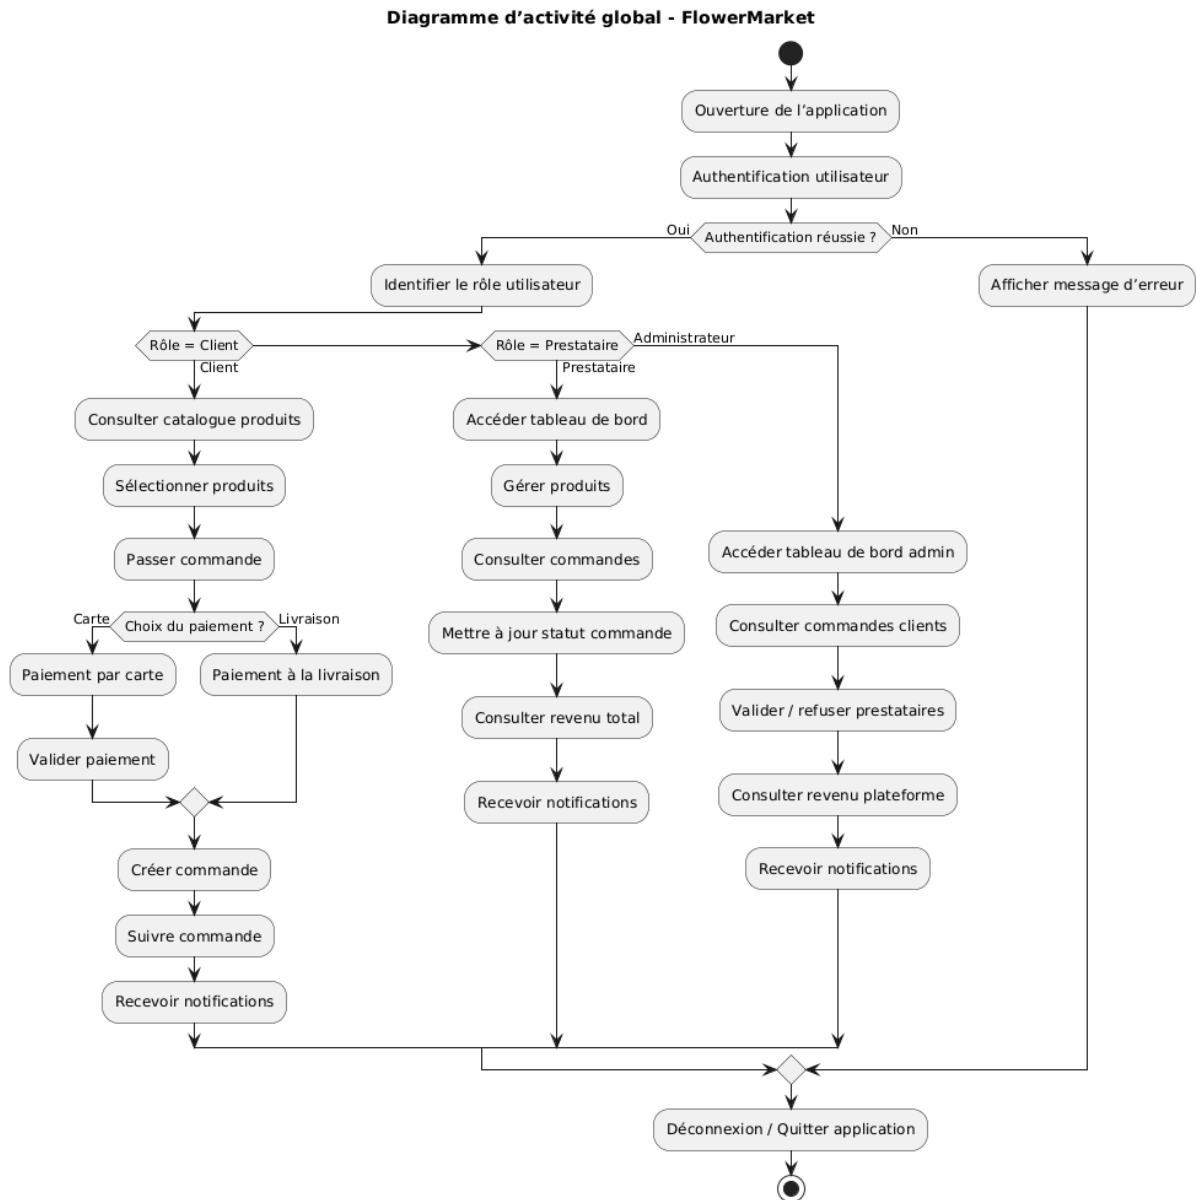 Diagramme d’activité global - FlowerMarket
Ouverture de l’application
Authentification utilisateur
Oui
Authentification réussie ?
Non
Identifier le rôle utilisateur
Afficher message d’erreur
Rôle = Client
Rôle = Prestataire
Administrateur
Client
Prestataire
Consulter catalogue produits
Accéder tableau de bord
Sélectionner produits
Gérer produits
Passer commande
Consulter commandes
Accéder tableau de bord admin
Carte
Choix du paiement ?
Livraison
Mettre à jour statut commande
Consulter commandes clients
Paiement par carte
Paiement à la livraison
Consulter revenu total
Valider / refuser prestataires
Valider paiement
Recevoir notifications
Consulter revenu plateforme
Créer commande
Recevoir notifications
Suivre commande
Recevoir notifications
Déconnexion / Quitter application